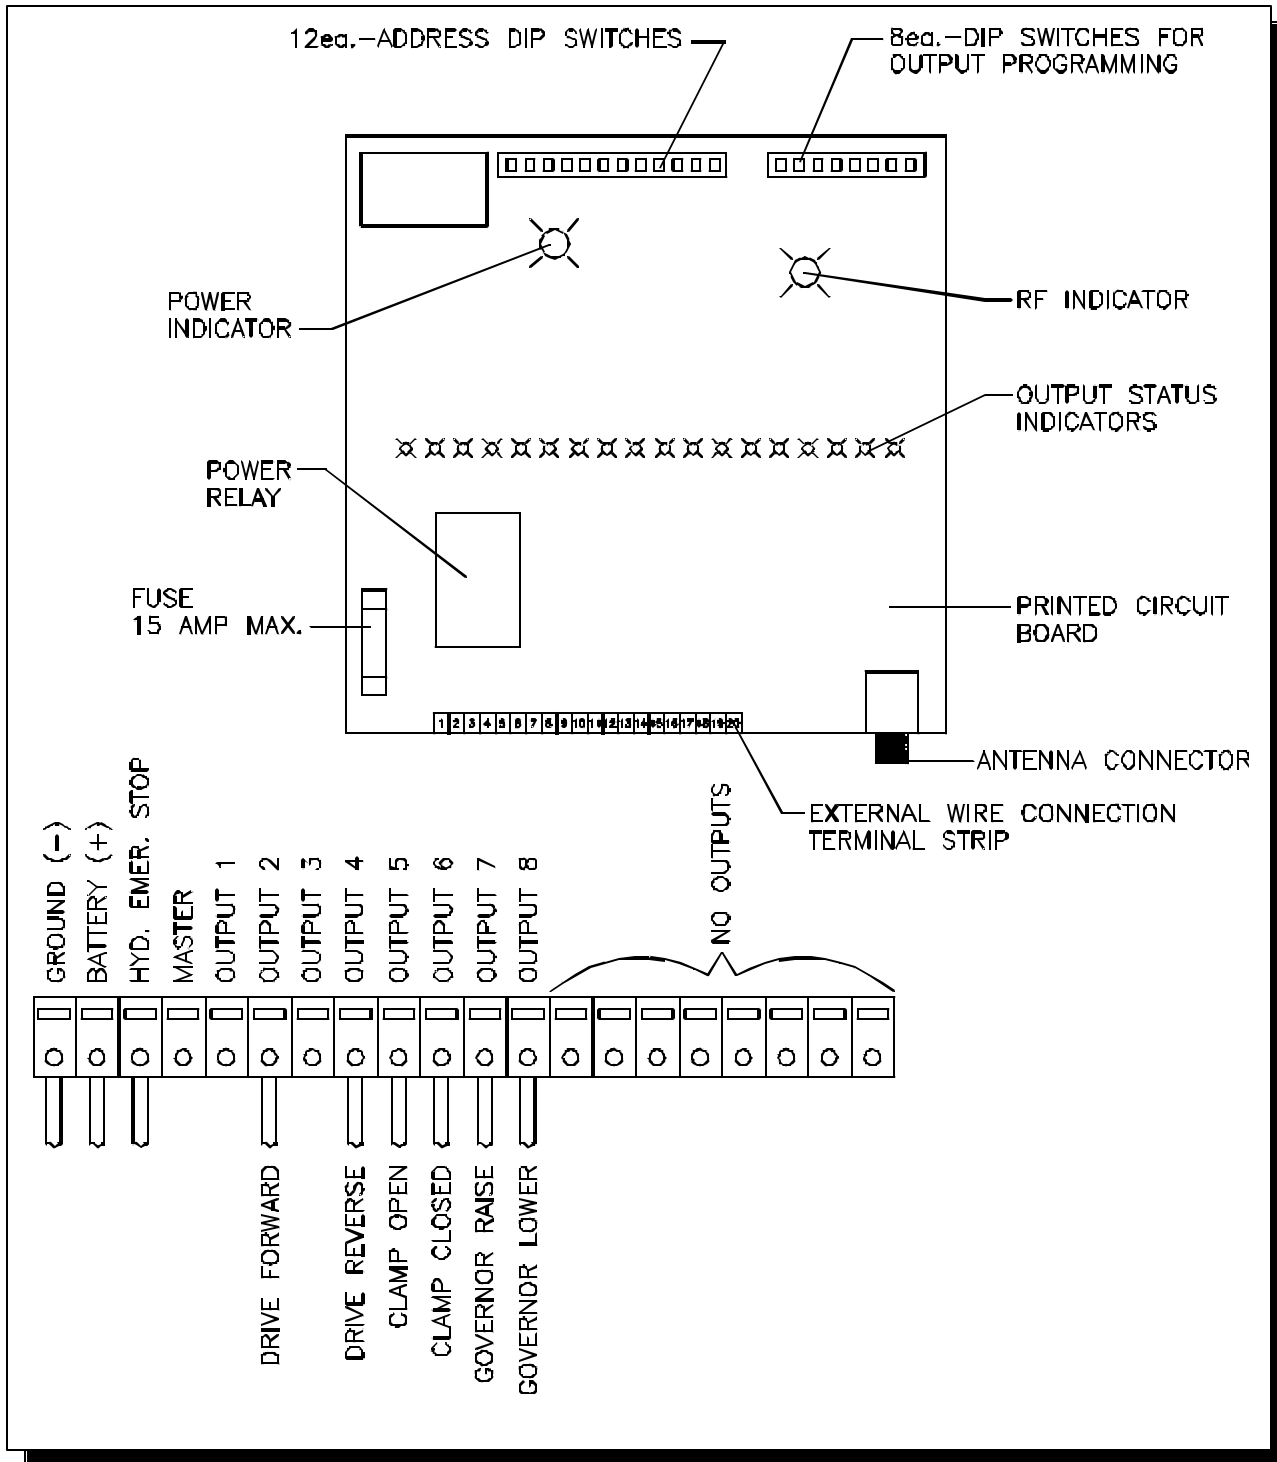 12ea.-ADDRESS DIP SWITCHES
8ea.-DIP SWITCHES FOR
OUTPUT PROGRAMMING
POWER
INDICATOR
RF INDICATOR
OUTPUT STATUS
INDICATORS
POWER
RELAY
FUSE
15 AMP MAX.
PRINTED CIRCUIT
BOARD
1 2 3 4 5 6 7 8 9 10 11 12 13 14 15 16 17 18 19 20
ANTENNA CONNECTOR
EXTERNAL WIRE CONNECTION
TERMINAL STRIP
GROUND (-)
BATTERY (+)
HYD. EMER. STOP
MASTER
OUTPUT 1
OUTPUT 2
OUTPUT 3
OUTPUT 4
OUTPUT 5
OUTPUT 6
OUTPUT 7
OUTPUT 8
NO OUTPUTS
DRIVE FORWARD
DRIVE REVERSE
CLAMP OPEN
CLAMP CLOSED
GOVERNOR RAISE
GOVERNOR LOWER